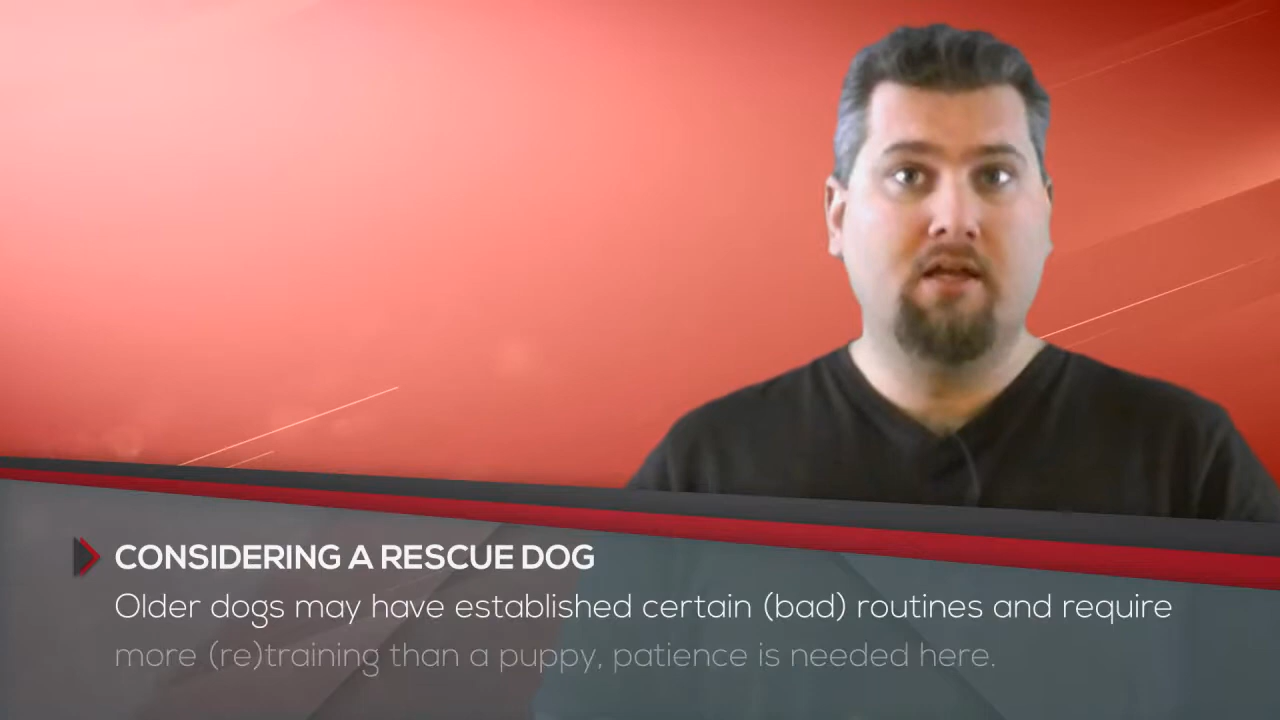 CONSIDERING A RESCUE DOG
Older dogs may have established certain (bad) routines and require
more (re)training than a puppy, patience is needed here.